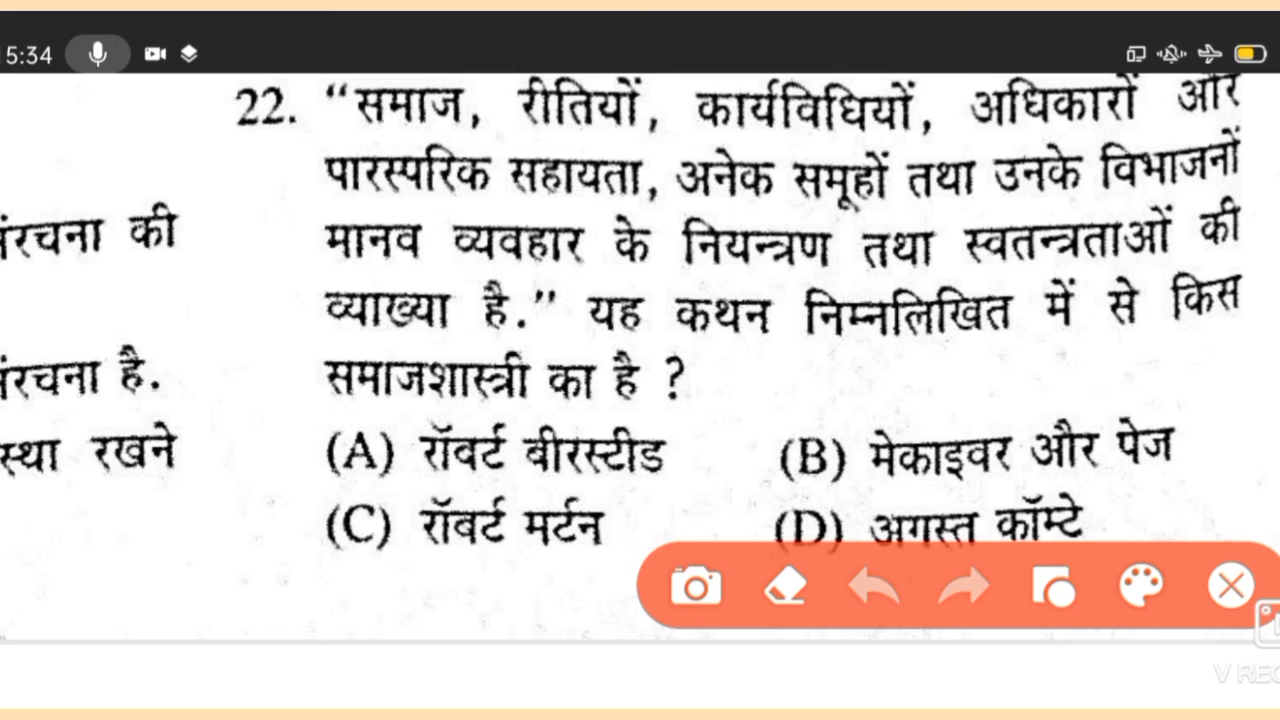 5:34
22. “समाज, रीतियों, कार्यविधियों, अधिकारों और
पारस्परिक सहायता, अनेक समूहों तथा उनके विभाजनों
संरचना की
मानव व्यवहार के नियन्त्रण तथा स्वतन्त्रताओं की
व्याख्या है.” यह कथन निम्नलिखित में से किस
संरचना है.
समाजशास्त्री का है ?
स्था रखने
(A) रॉबर्ट बीरस्टीड (B) मेकाइवर और पेज
(C) रॉबर्ट मर्टन (D) अगस्त कॉम्टे
V REC